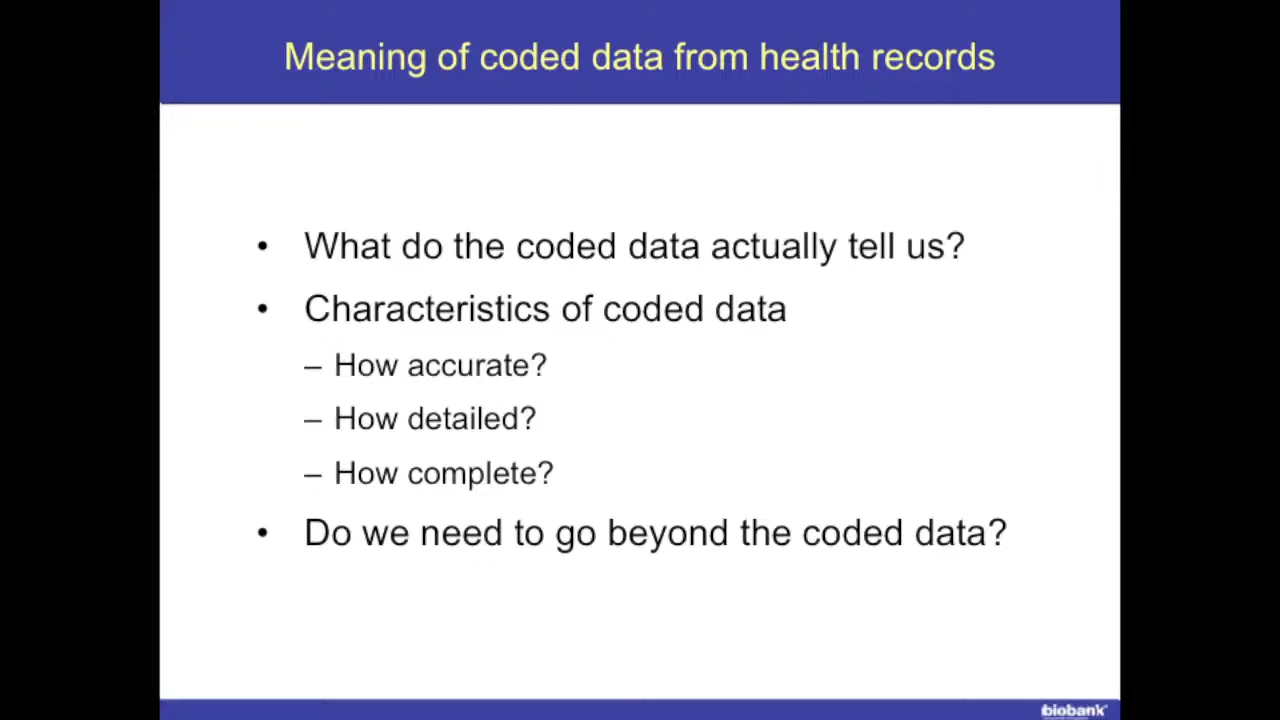 Meaning of coded data from health records
• What do the coded data actually tell us?
• Characteristics of coded data
– How accurate?
– How detailed?
– How complete?
• Do we need to go beyond the coded data?
biobank